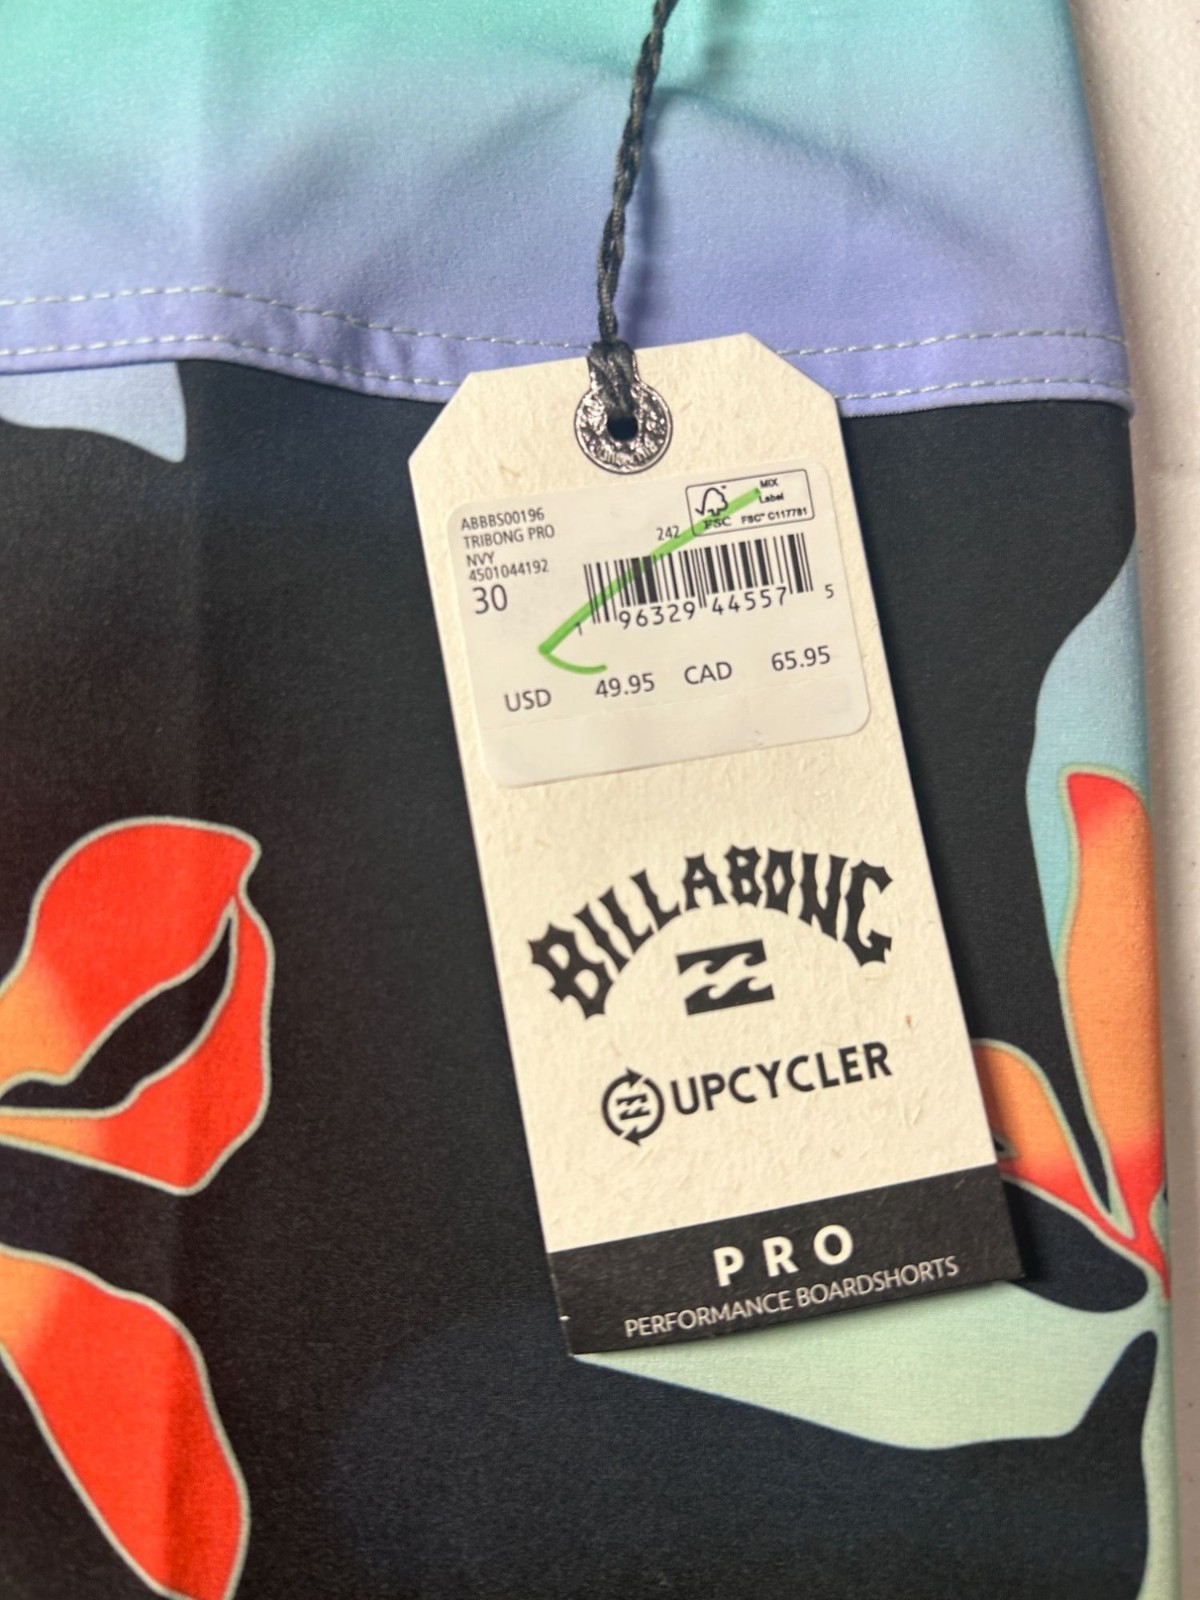 ABBBS00196
TRIBONG PRO
NVY
4501044192
30
242
FSC
MIX
Label
FSC™ C117781
1 96329 44557 5
USD 49.95 CAD 65.95
BILLABONG
UPCYCLER
PRO
PERFORMANCE BOARDSHORTS